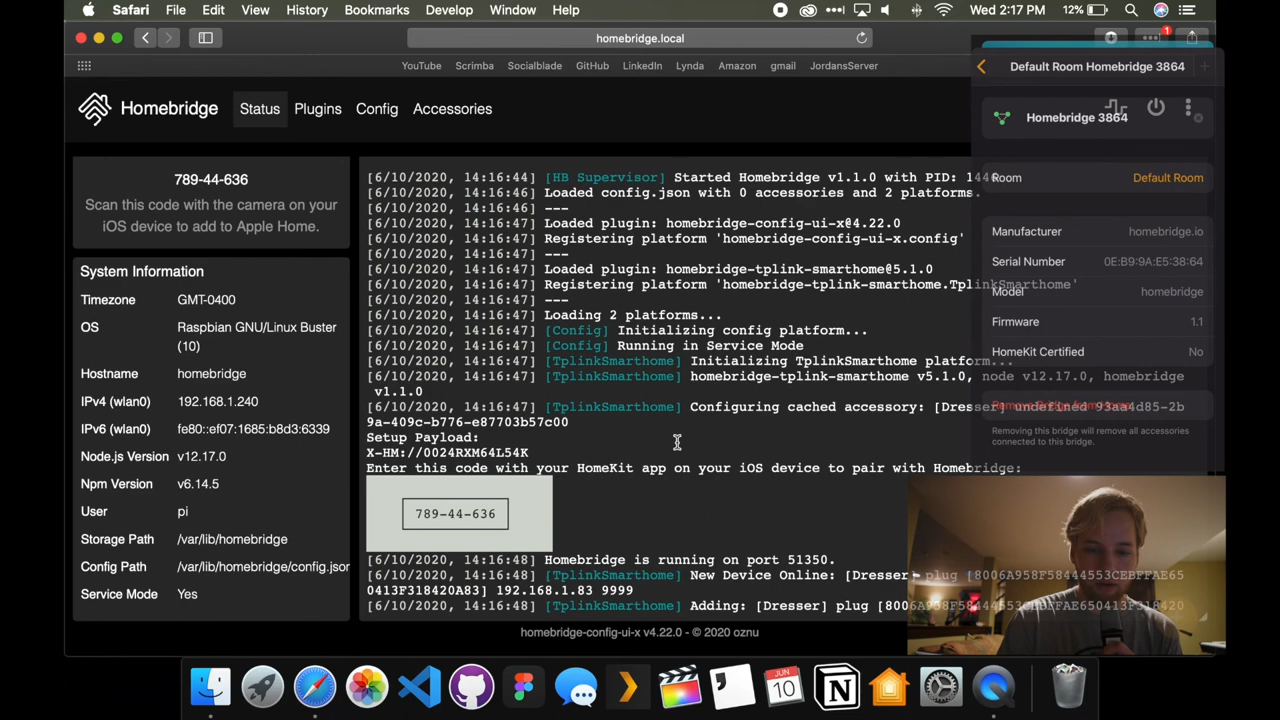 Safari File Edit View History Bookmarks Develop Window Help Wed 2:17 PM 12%
homebridge.local 1
YouTube Scrimba Socialblade GitHub LinkedIn Lynda Amazon gmail JordansServer
Homebridge Status Plugins Config Accessories
789-44-636
Scan this code with the camera on your
iOS device to add to Apple Home.
System Information
Timezone GMT-0400
OS Raspbian GNU/Linux Buster
(10)
Hostname homebridge
IPv4 (wlan0) 192.168.1.240
IPv6 (wlan0) fe80::ef07:1685:b8d3:6339
Node.js Version v12.17.0
Npm Version v6.14.5
User pi
Storage Path /var/lib/homebridge
Config Path /var/lib/homebridge/config.json
Service Mode Yes
[6/10/2020, 14:16:44] [HB Supervisor] Started Homebridge v1.1.0 with PID:
[6/10/2020, 14:16:46] Loaded config.json with 0 accessories and 2 platforms.
[6/10/2020, 14:16:46] ---
[6/10/2020, 14:16:47] Loaded plugin: homebridge-config-ui-x@4.22.0
[6/10/2020, 14:16:47] Registering platform 'homebridge-config-ui-x.config'
[6/10/2020, 14:16:47] ---
[6/10/2020, 14:16:47] Loaded plugin: homebridge-tplink-smarthome@5.1.0
[6/10/2020, 14:16:47] Registering platform 'homebridge-tplink-smarthome.TplinkSmarthome'
[6/10/2020, 14:16:47] ---
[6/10/2020, 14:16:47] Loading 2 platforms...
[6/10/2020, 14:16:47] [Config] Initializing config platform...
[6/10/2020, 14:16:47] [Config] Running in Service Mode
[6/10/2020, 14:16:47] [TplinkSmarthome] Initializing TplinkSmarthome platform...
[6/10/2020, 14:16:47] [TplinkSmarthome] homebridge-tplink-smarthome v5.1.0, node v12.17.0, homebridge
v1.1.0
[6/10/2020, 14:16:47] [TplinkSmarthome] Configuring cached accessory: [Dresser] undefined 93aa4d85-2b
9a-409c-b776-e87703b57c00
Setup Payload:
X-HM://0024RXM64L54K
Enter this code with your HomeKit app on your iOS device to pair with Homebridge:
789-44-636
[6/10/2020, 14:16:48] Homebridge is running on port 51350.
[6/10/2020, 14:16:48] [TplinkSmarthome] New Device Online: [Dresser] plug [8006A958F58444553CEBFFAE65
0413F318420A83] 192.168.1.83 9999
[6/10/2020, 14:16:48] [TplinkSmarthome] Adding: [Dresser] plug [8006A958F58444553CEBFFAE650413F318420
homebridge-config-ui-x v4.22.0 - © 2020 oznu
Default Room Homebridge 3864
Homebridge 3864
Room Default Room
Manufacturer homebridge.io
Serial Number 0E:B9:9A:E5:38:64
Model homebridge
Firmware 1.1
HomeKit Certified No
Remove Bridge from Home
Removing this bridge will remove all accessories
connected to this bridge.
JUN
10